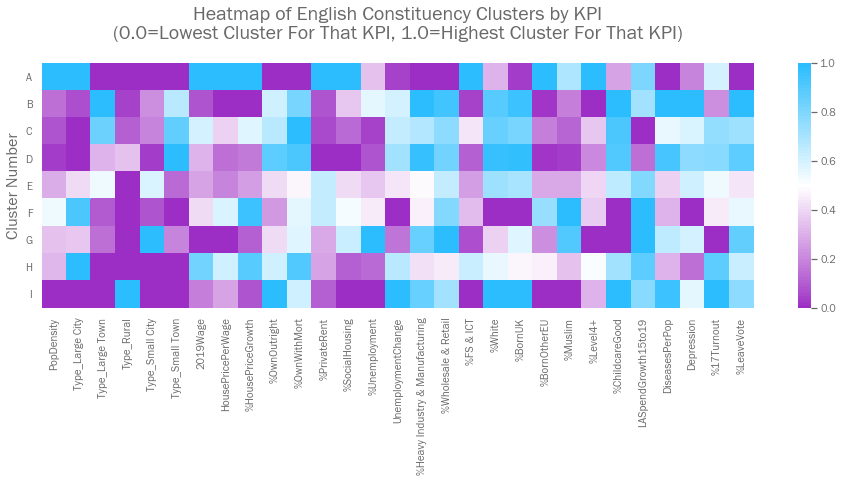 Heatmap of English Constituency Clusters by KPI
(0.0=Lowest Cluster For That KPI, 1.0=Highest Cluster For That KPI)
Cluster Number
A
B
C
D
E
F
G
H
I
PopDensity
Type_Large City
Type_Large Town
Type_Rural
Type_Small City
Type_Small Town
2019Wage
HousePricePerWage
%HousePriceGrowth
%OwnOutright
%OwnWithMort
%PrivateRent
%SocialHousing
%Unemployment
UnemploymentChange
%Heavy Industry & Manufacturing
%Wholesale & Retail
%FS & ICT
%White
%BornUK
%BornOtherEU
%Muslim
%Level4+
%ChildcareGood
LASpendGrowth15to19
DiseasesPerPop
Depression
%17Turnout
%LeaveVote
1.0
0.8
0.6
0.4
0.2
0.0